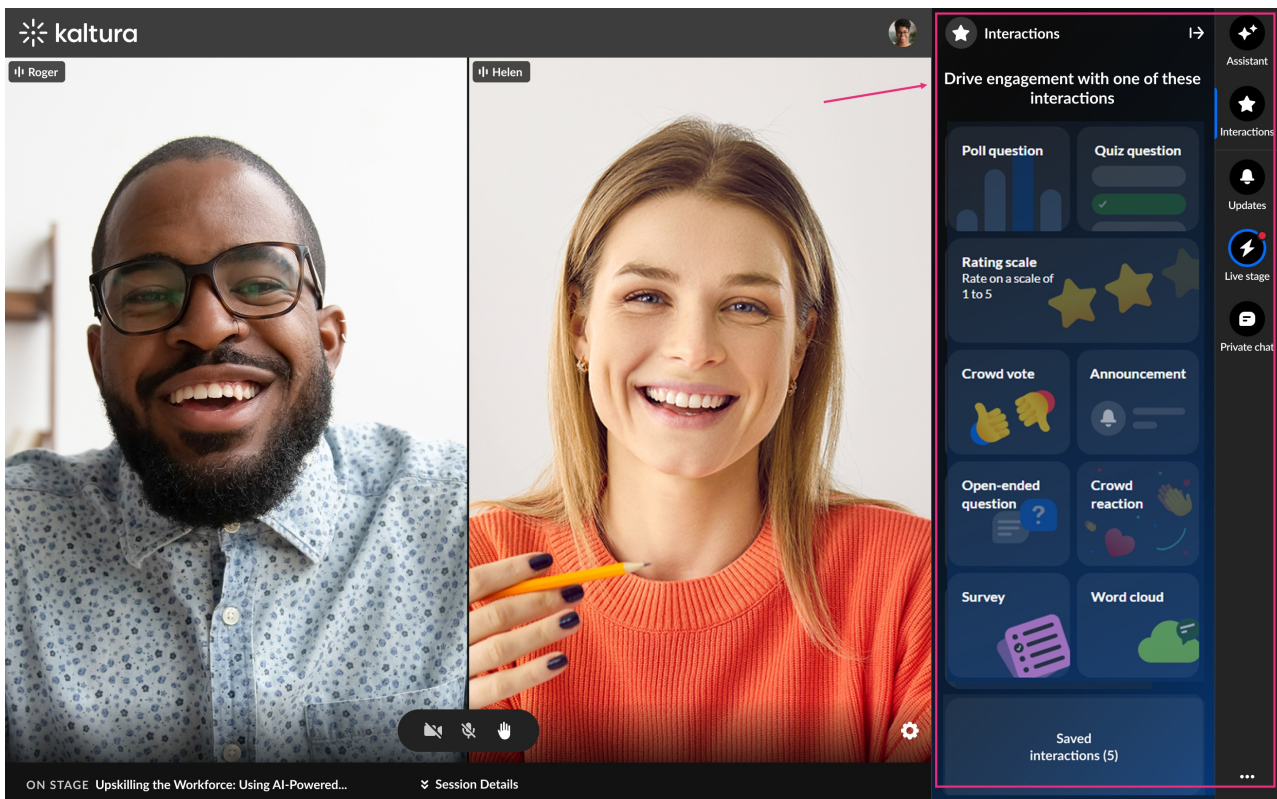 kaltura
Roger
Helen
ON STAGE Upskilling the Workforce: Using AI-Powered...
Session Details
Interactions
Drive engagement with one of these
interactions
Poll question
Quiz question
Rating scale
Rate on a scale of
1 to 5
Crowd vote
Announcement
Open-ended
question
?
Crowd
reaction
Survey
Word cloud
Saved
interactions (5)
Assistant
Interactions
Updates
Live stage
Private chat